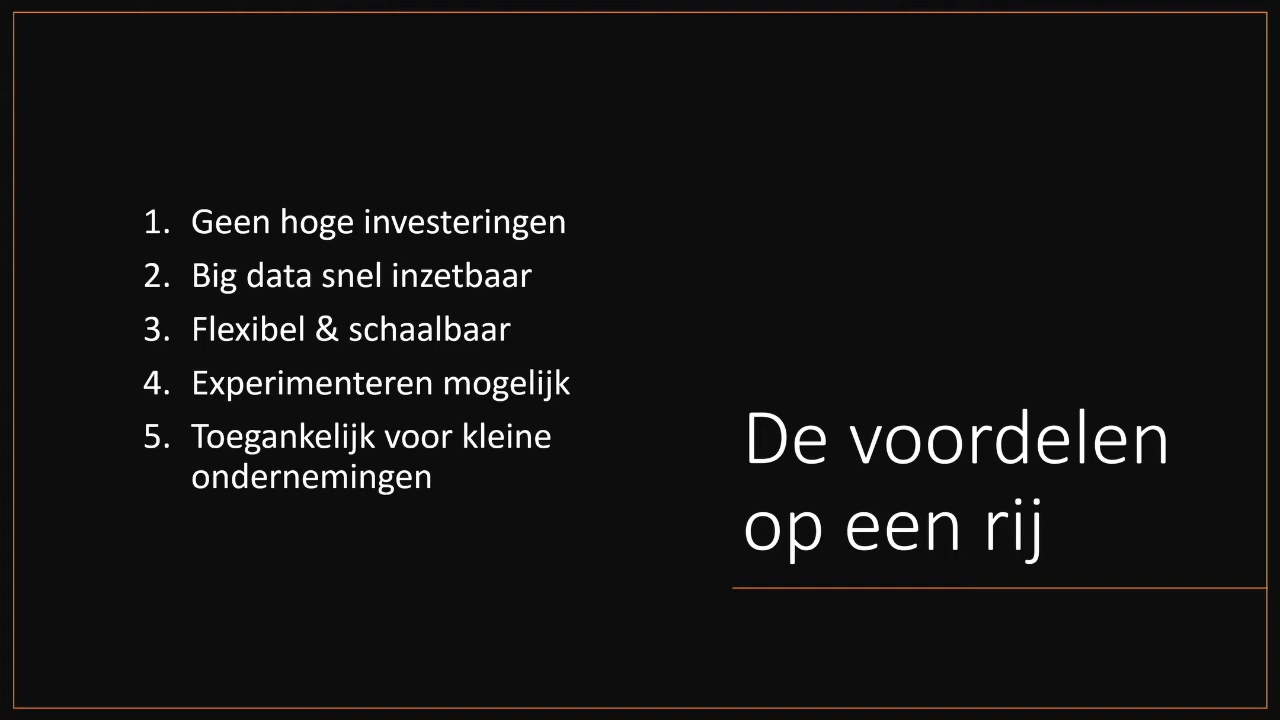 1. Geen hoge investeringen
2. Big data snel inzetbaar
3. Flexibel & schaalbaar
4. Experimenteren mogelijk
5. Toegankelijk voor kleine
ondernemingen
De voordelen
op een rij